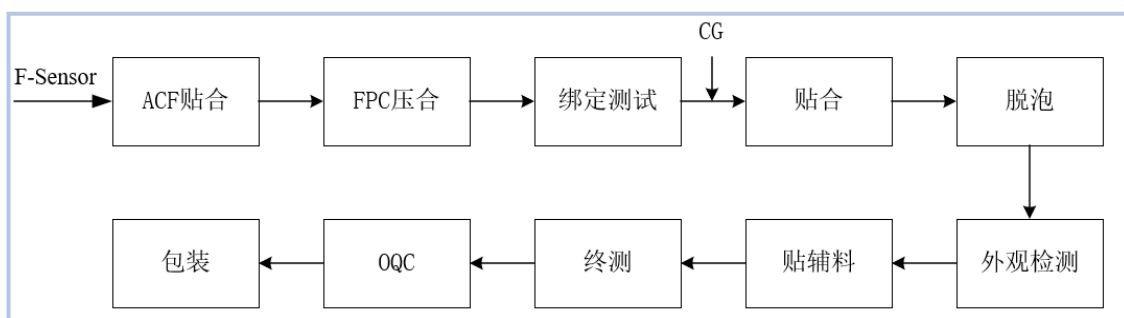 CG
F-Sensor
ACF贴合
FPC压合
绑定测试
贴合
脱泡
包装
OQC
终测
贴辅料
外观检测